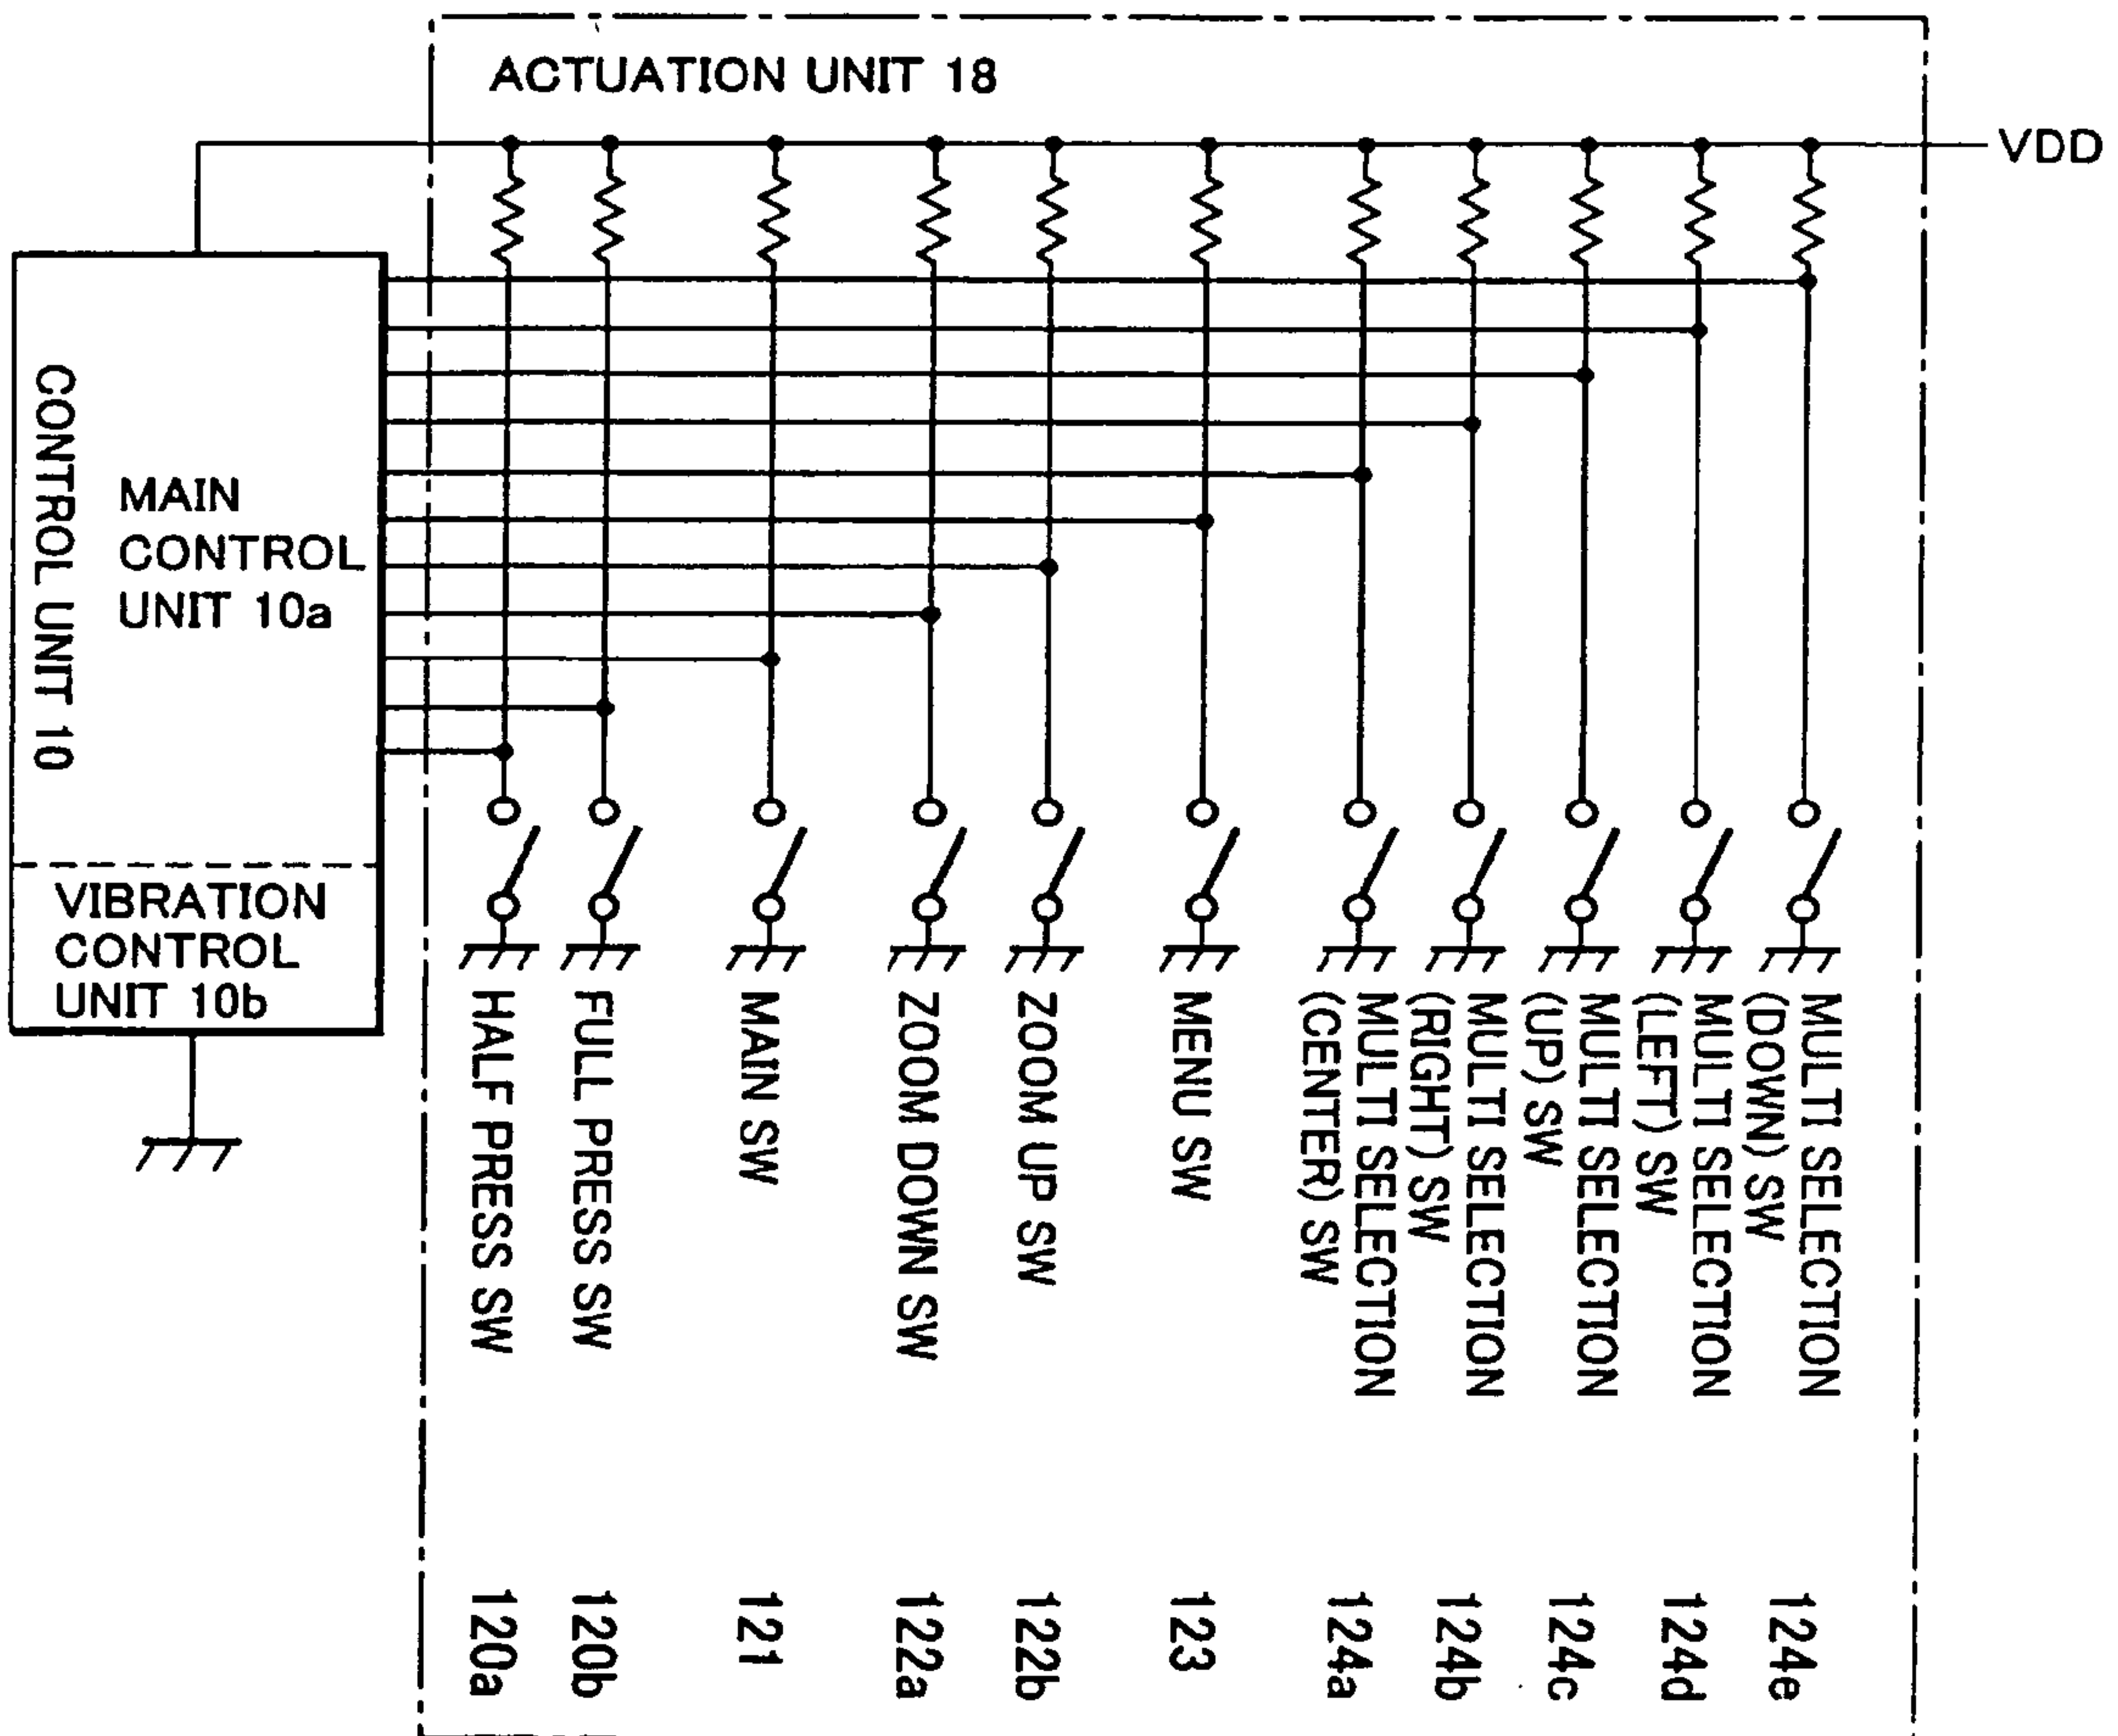 ACTUATION UNIT 18
VDD
CONTROL UNIT 10
MAIN
CONTROL
UNIT 10a
VIBRATION
CONTROL
UNIT 10b
HALF PRESS SW
120a
FULL PRESS SW
120b
MAIN SW
121
ZOOM DOWN SW
122a
ZOOM UP SW
122b
MENU SW
123
MULTI SELECTION
(CENTER) SW
124a
MULTI SELECTION
(RIGHT) SW
124b
MULTI SELECTION
(UP) SW
124c
MULTI SELECTION
(LEFT) SW
124d
MULTI SELECTION
(DOWN) SW
124e